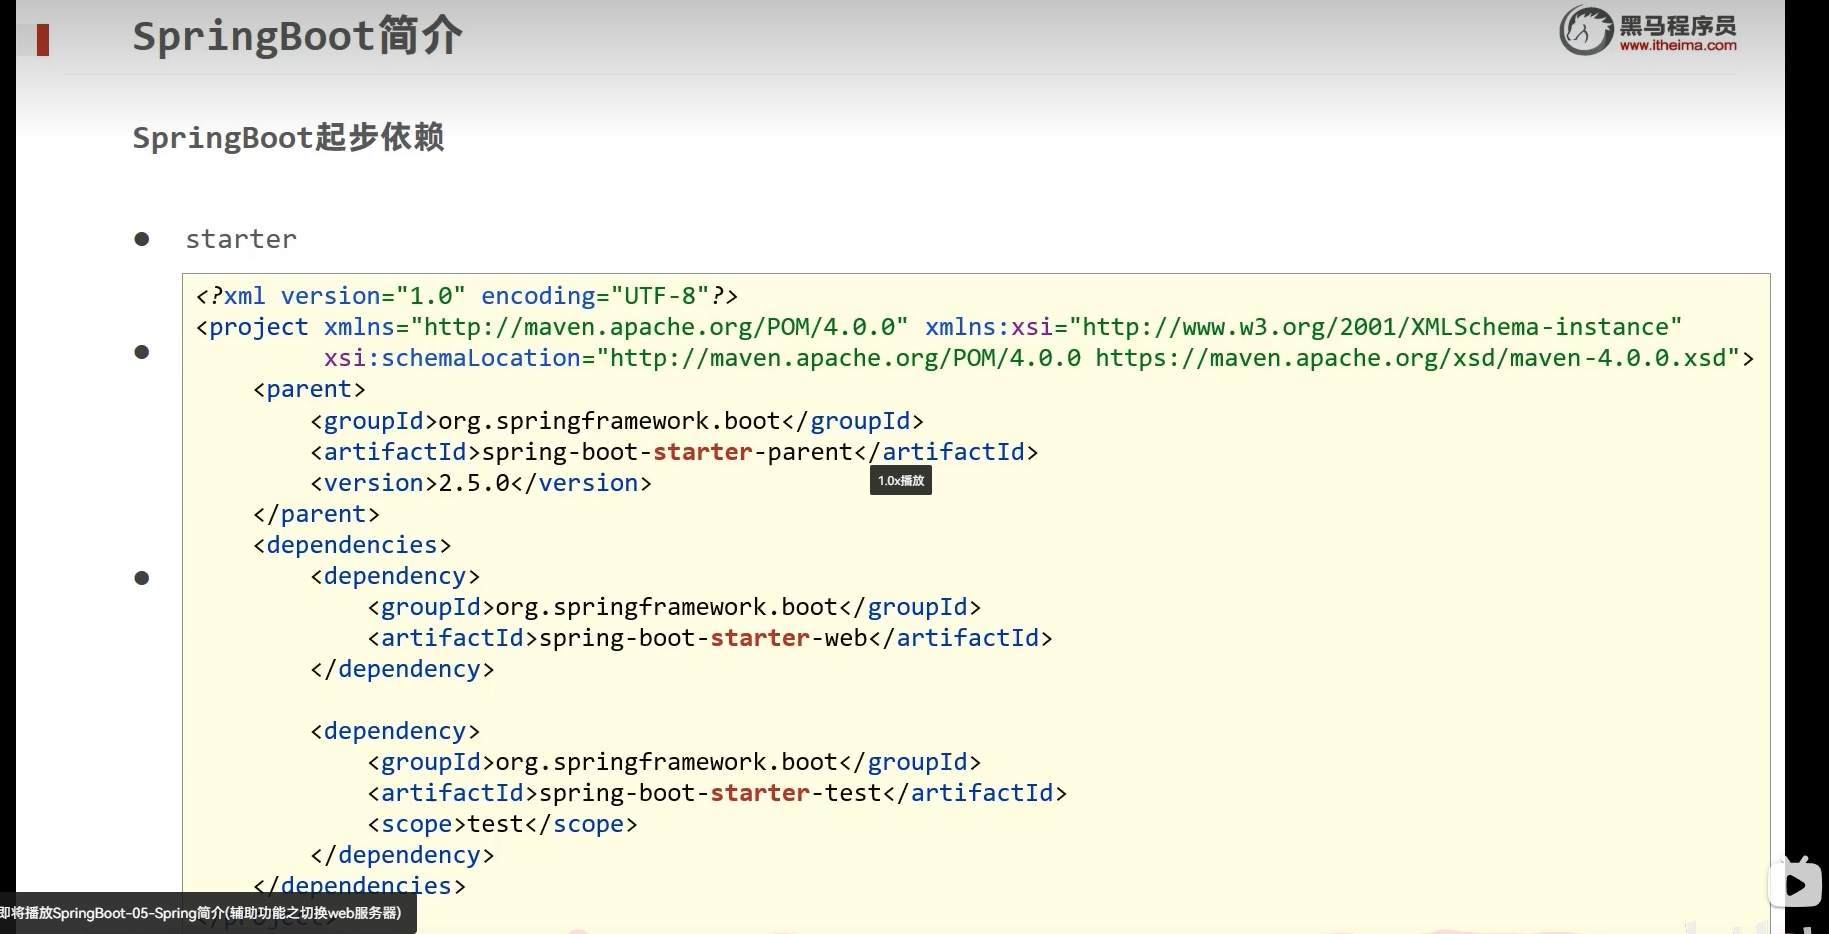 SpringBoot简介
黑马程序员
www.itheima.com
SpringBoot起步依赖
● starter
<?xml version="1.0" encoding="UTF-8"?>
<project xmlns="http://maven.apache.org/POM/4.0.0" xmlns:xsi="http://www.w3.org/2001/XMLSchema-instance"
xsi:schemaLocation="http://maven.apache.org/POM/4.0.0 https://maven.apache.org/xsd/maven-4.0.0.xsd">
<parent>
<groupId>org.springframework.boot</groupId>
<artifactId>spring-boot-starter-parent</artifactId>
<version>2.5.0</version>
1.0x播放
</parent>
<dependencies>
<dependency>
<groupId>org.springframework.boot</groupId>
<artifactId>spring-boot-starter-web</artifactId>
</dependency>
<dependency>
<groupId>org.springframework.boot</groupId>
<artifactId>spring-boot-starter-test</artifactId>
<scope>test</scope>
</dependency>
</dependencies>
即将播放SpringBoot-05-Spring简介(辅助功能之切换web服务器)
</project>